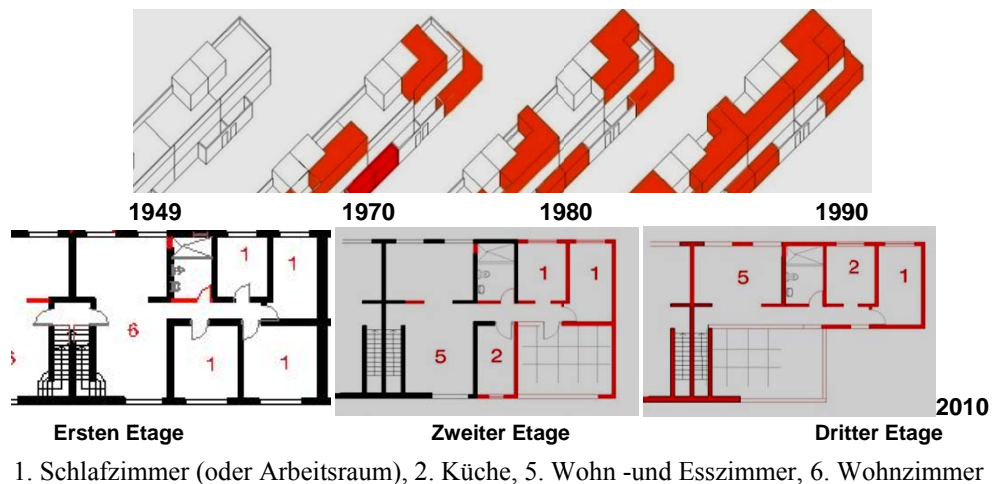 1949 1970 1980 1990
1 1 1 1 2
5
6
6 1 1 5 2
2010
Ersten Etage Zweiter Etage Dritter Etage
1. Schlafzimmer (oder Arbeitsraum), 2. Küche, 5. Wohn -und Esszimmer, 6. Wohnzimmer